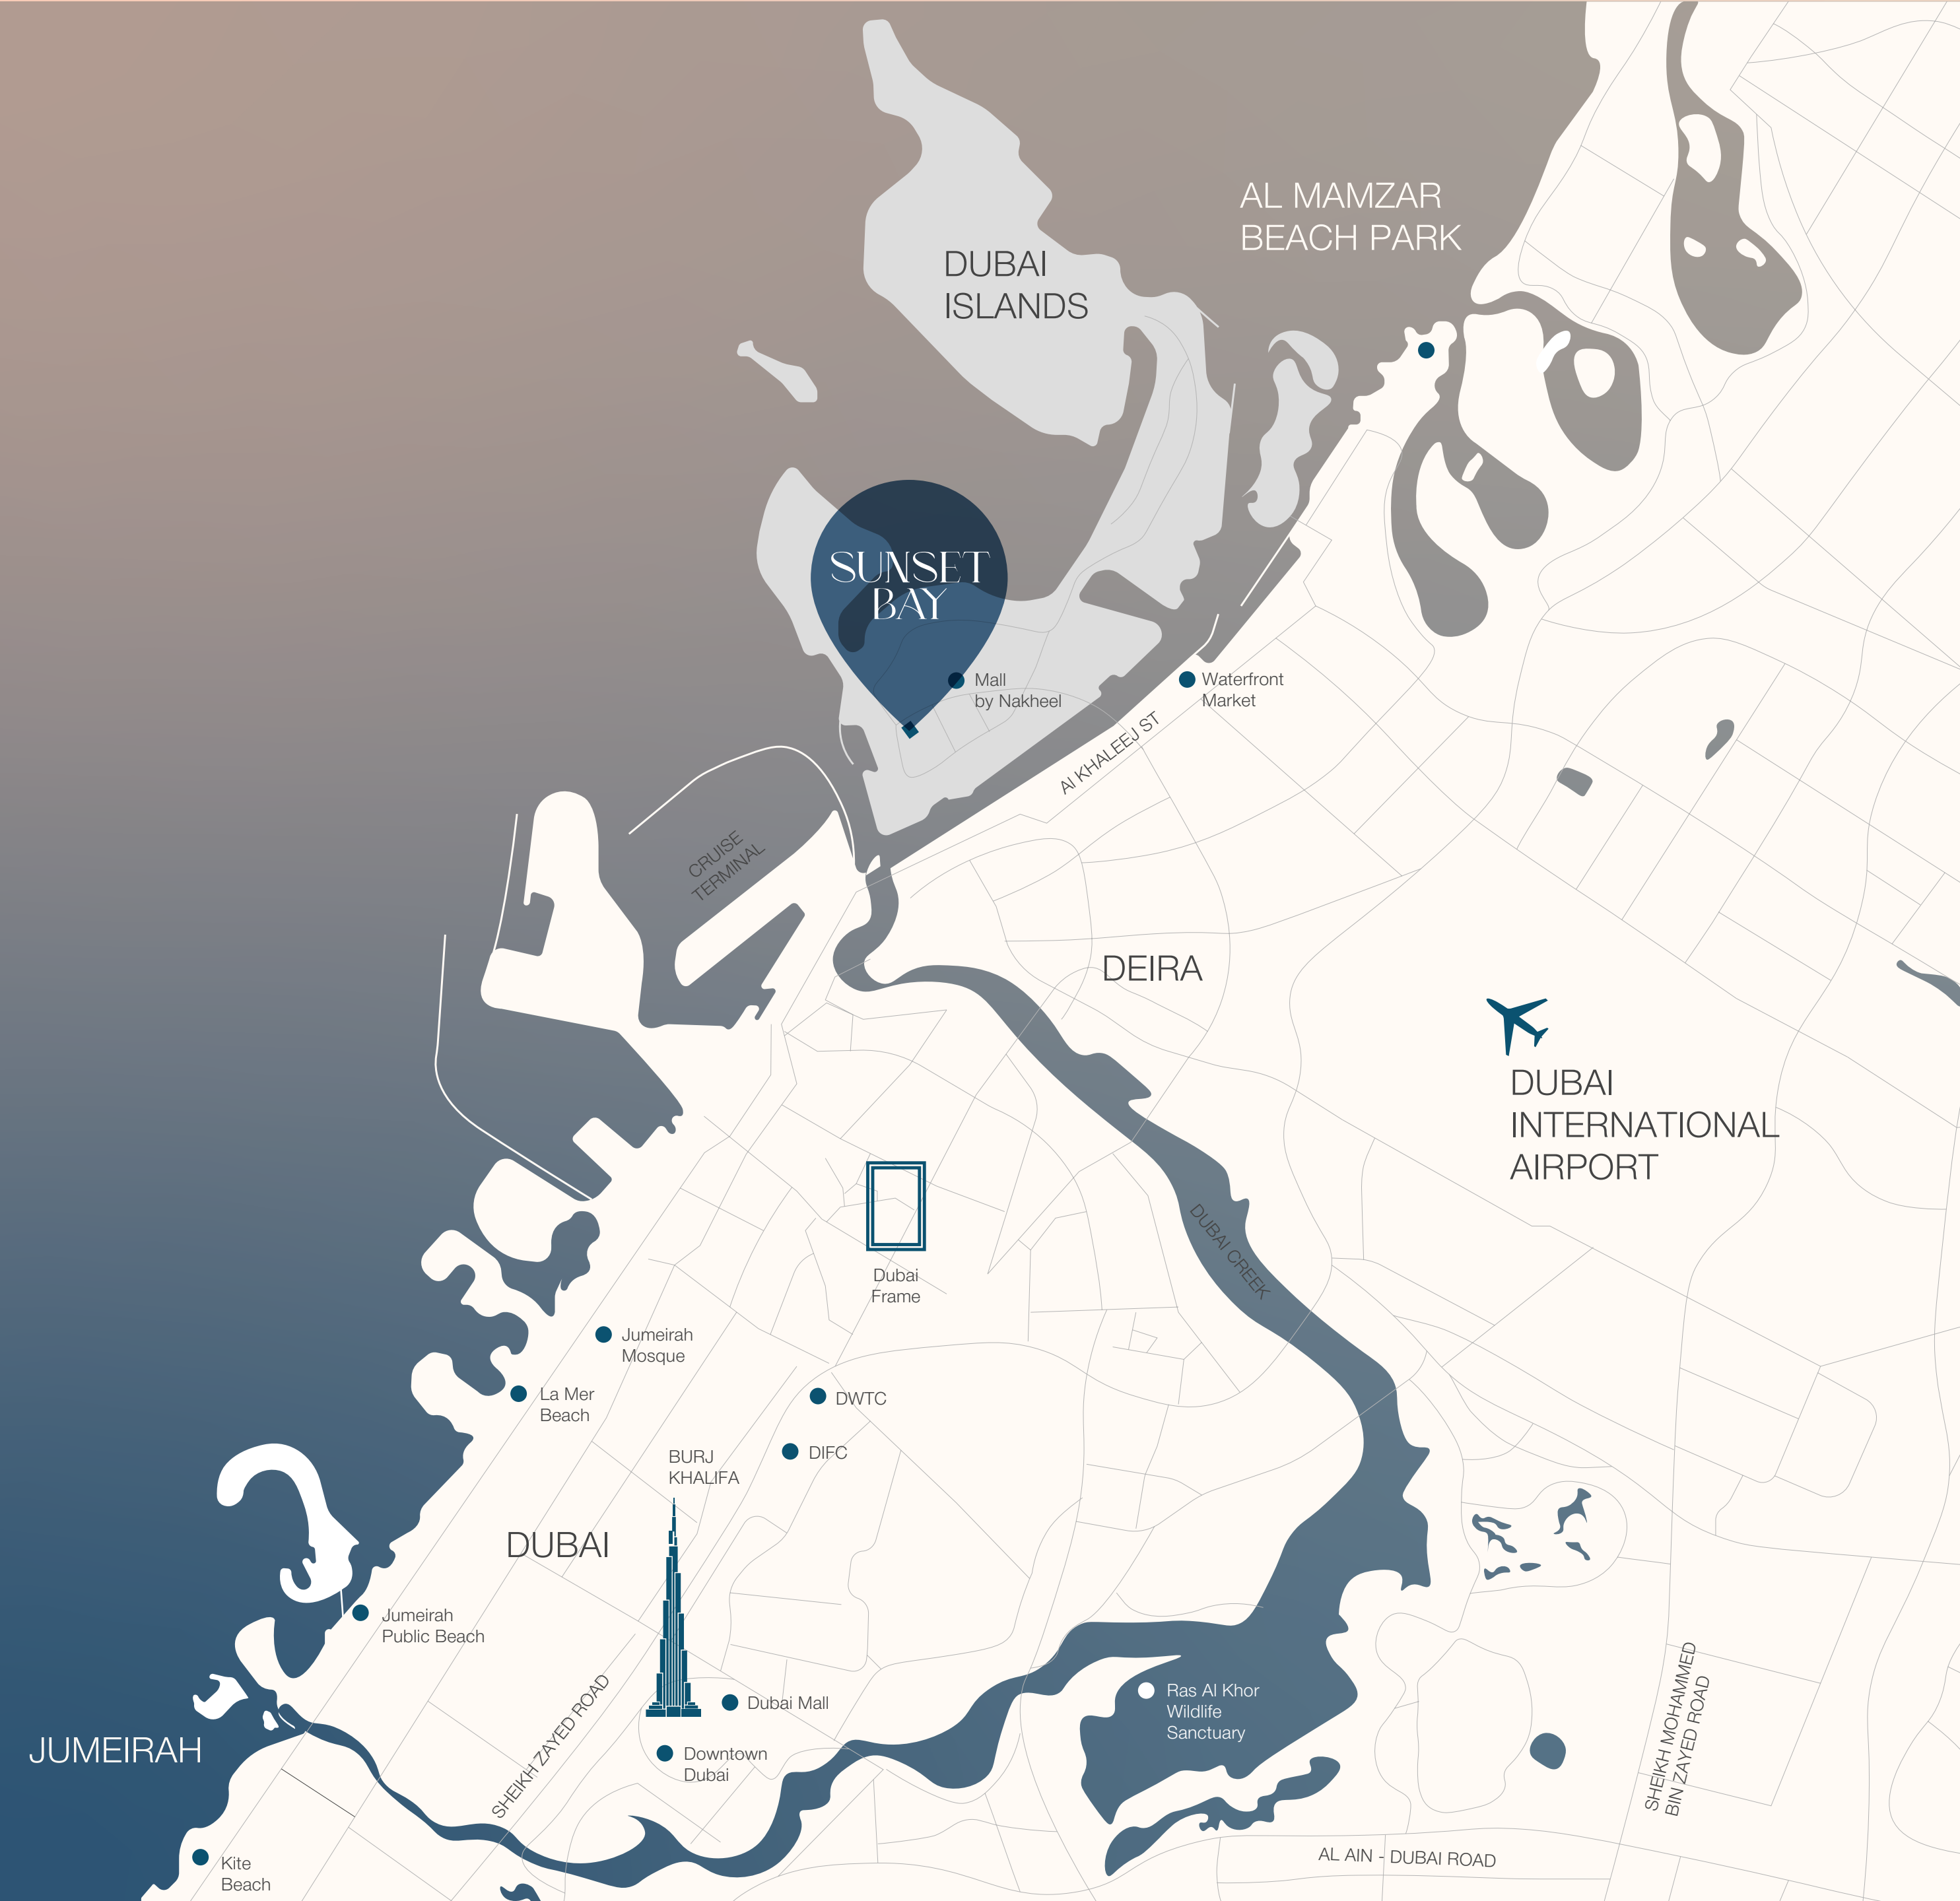 AL MAMZAR
BEACH PARK
DUBAI
ISLANDS
SUNSET
BAY
Mall
by Nakheel
Waterfront
Market
Al KHALEEJ ST
CRUISE
TERMINAL
DEIRA
DUBAI
INTERNATIONAL
AIRPORT
DUBAI CREEK
Dubai
Frame
Jumeirah
Mosque
La Mer
Beach
DWTC
DIFC
BURJ
KHALIFA
DUBAI
Jumeirah
Public Beach
SHEIKH ZAYED ROAD
Dubai Mall
Downtown
Dubai
Ras Al Khor
Wildlife
Sanctuary
SHEIKH MOHAMMED
BIN ZAYED ROAD
JUMEIRAH
Kite
Beach
AL AIN - DUBAI ROAD